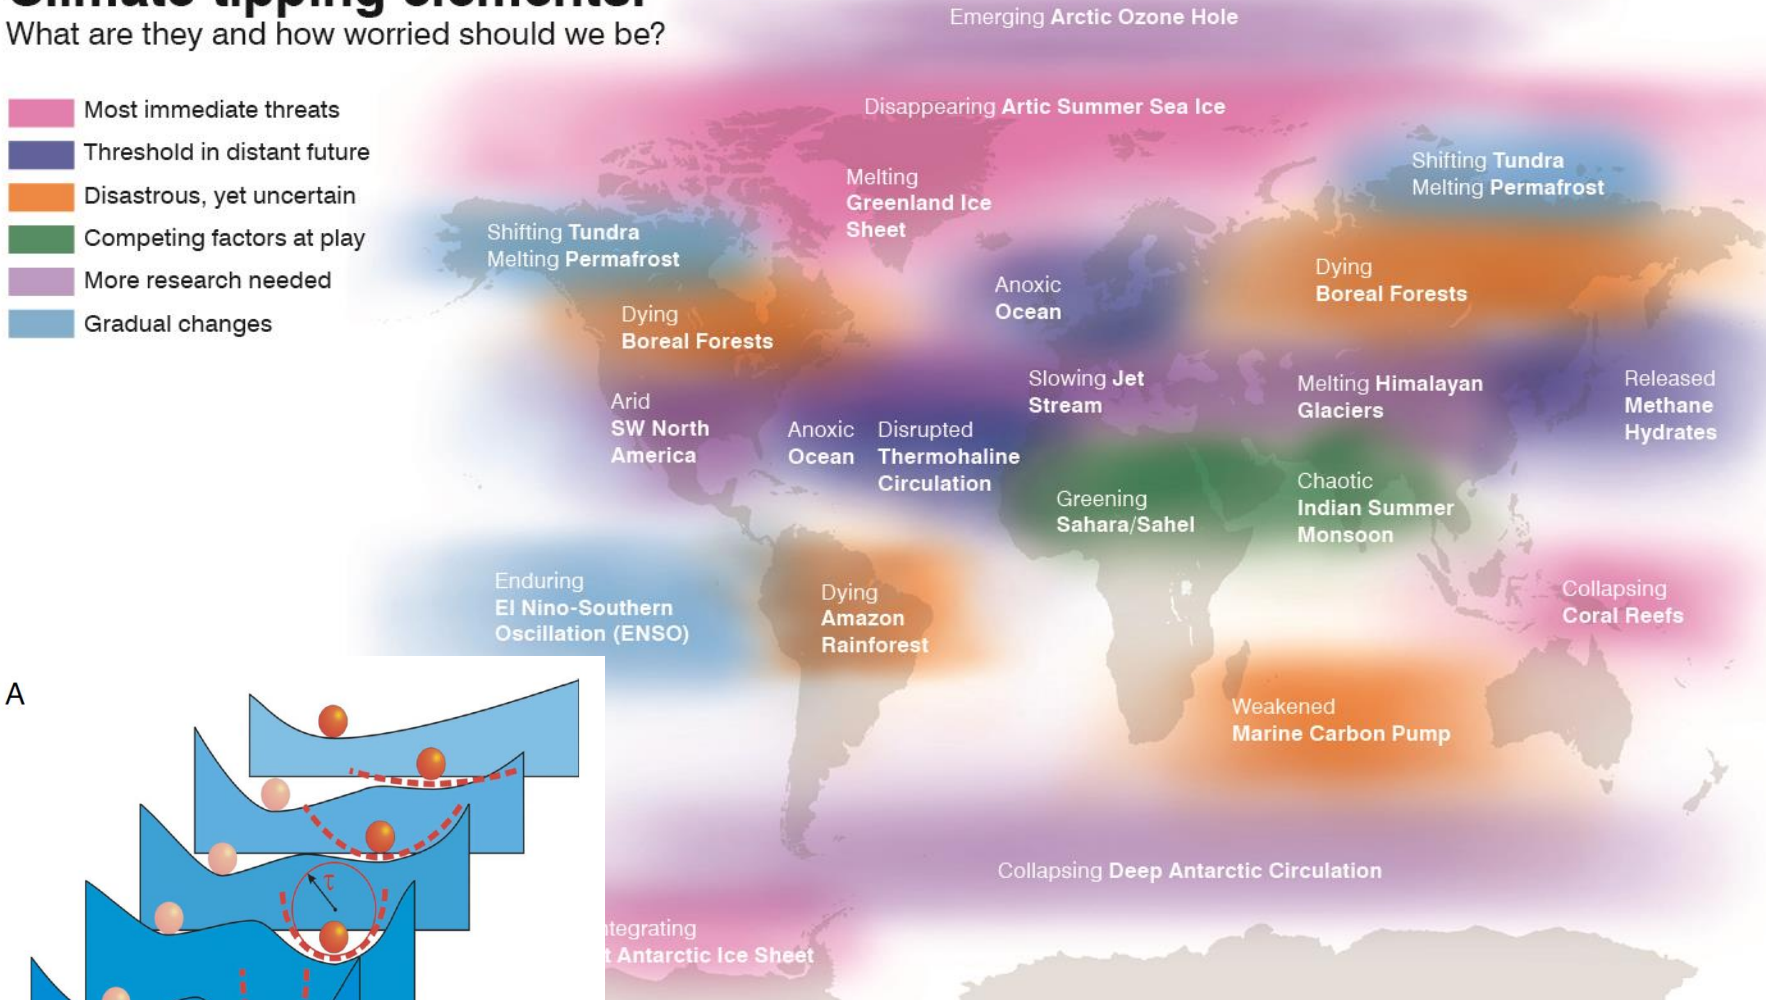 Climate tipping elements:
What are they and how worried should we be?
Most immediate threats
Threshold in distant future
Disastrous, yet uncertain
Competing factors at play
More research needed
Gradual changes
Emerging Arctic Ozone Hole
Disappearing Artic Summer Sea Ice
Melting
Greenland Ice
Sheet
Shifting Tundra
Melting Permafrost
Shifting Tundra
Melting Permafrost
Dying
Boreal Forests
Anoxic
Ocean
Dying
Boreal Forests
Arid
SW North
America
Anoxic
Ocean
Disrupted
Thermohaline
Circulation
Slowing Jet
Stream
Melting Himalayan
Glaciers
Released
Methane
Hydrates
Greening
Sahara/Sahel
Chaotic
Indian Summer
Monsoon
Enduring
El Nino-Southern
Oscillation (ENSO)
Dying
Amazon
Rainforest
Collapsing
Coral Reefs
Weakened
Marine Carbon Pump
Collapsing Deep Antarctic Circulation
ntegrating
t Antarctic Ice Sheet
A
τ